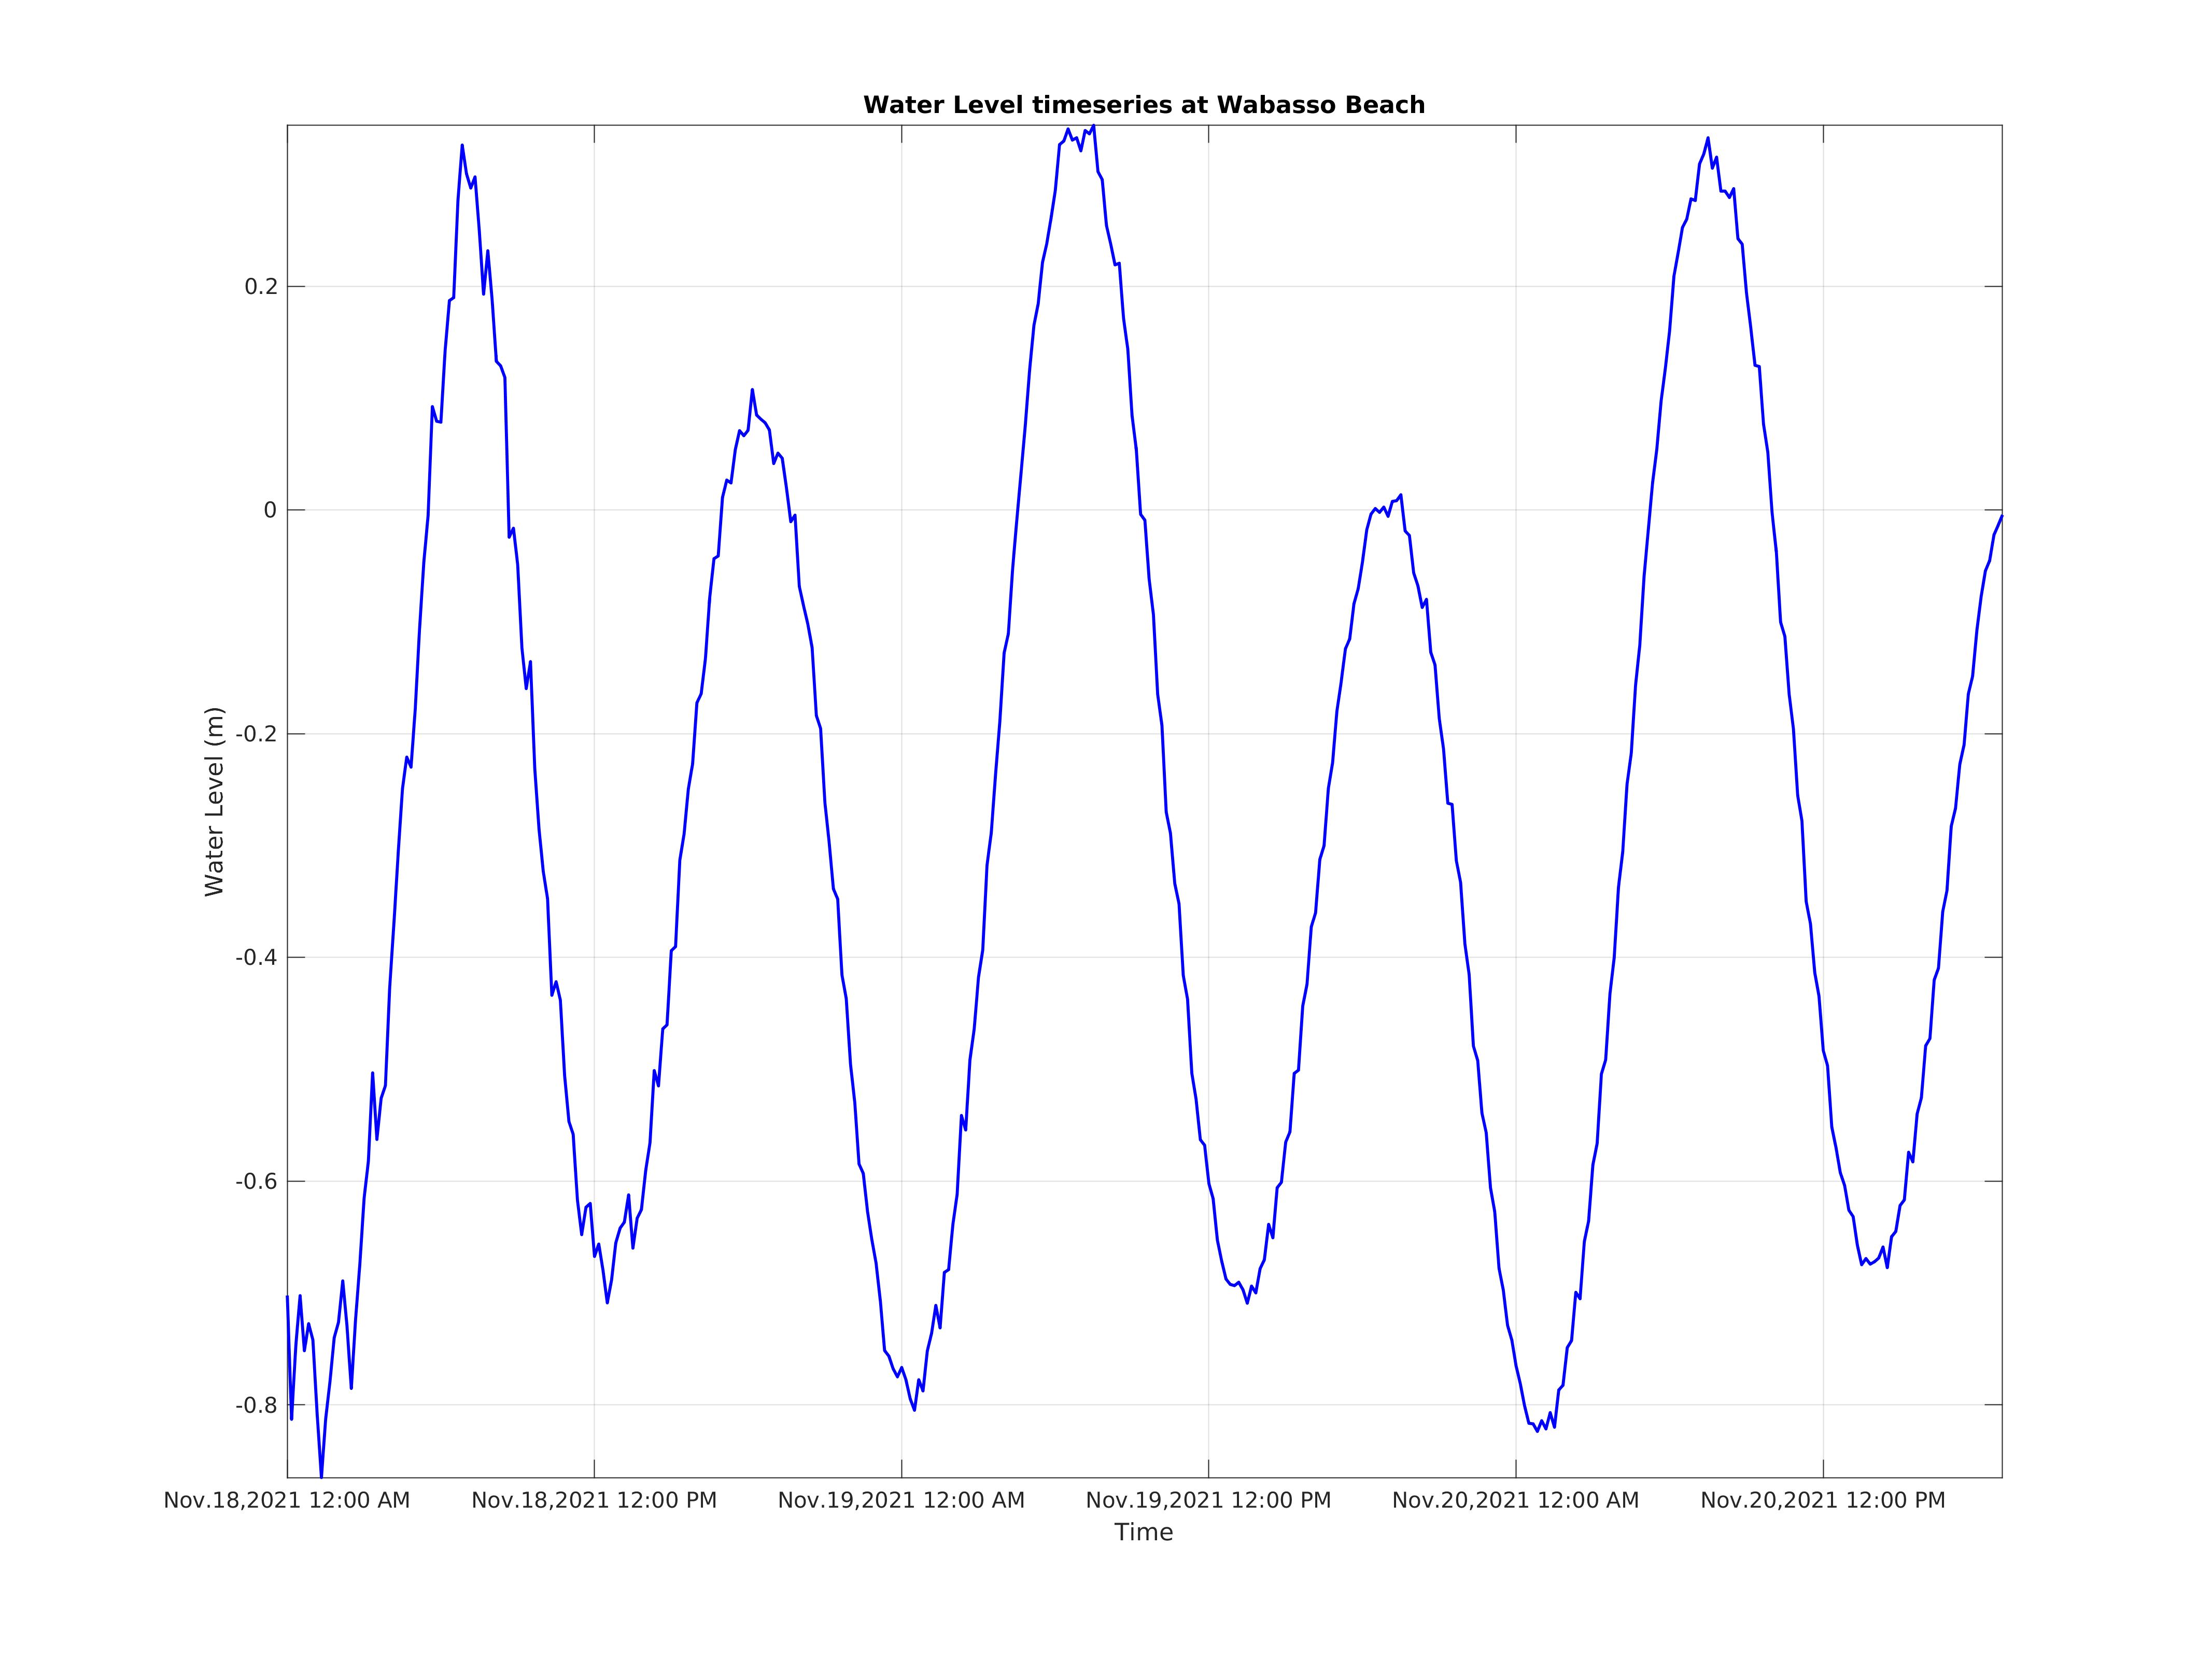 Water Level timeseries at Wabasso Beach
0.2
0
-0.2
-0.4
-0.6
-0.8
Water Level (m)
Nov.18,2021 12:00 AM
Nov.18,2021 12:00 PM
Nov.19,2021 12:00 AM
Nov.19,2021 12:00 PM
Nov.20,2021 12:00 AM
Nov.20,2021 12:00 PM
Time